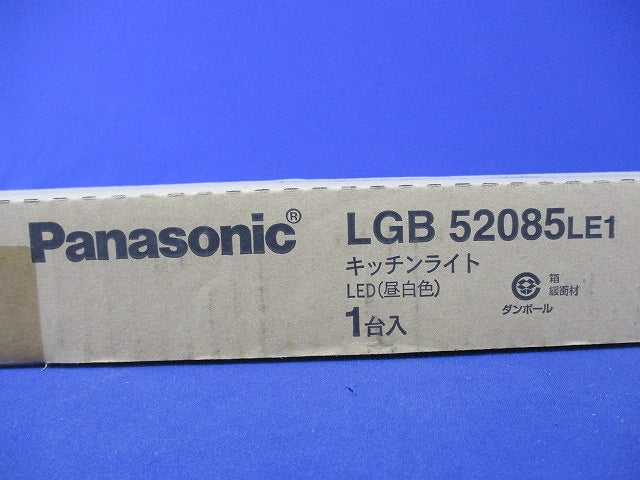 Panasonic®
LGB 52085LE1
キッチンライト
LED(昼白色)
1台入
箱
緩衝材
ダンボール